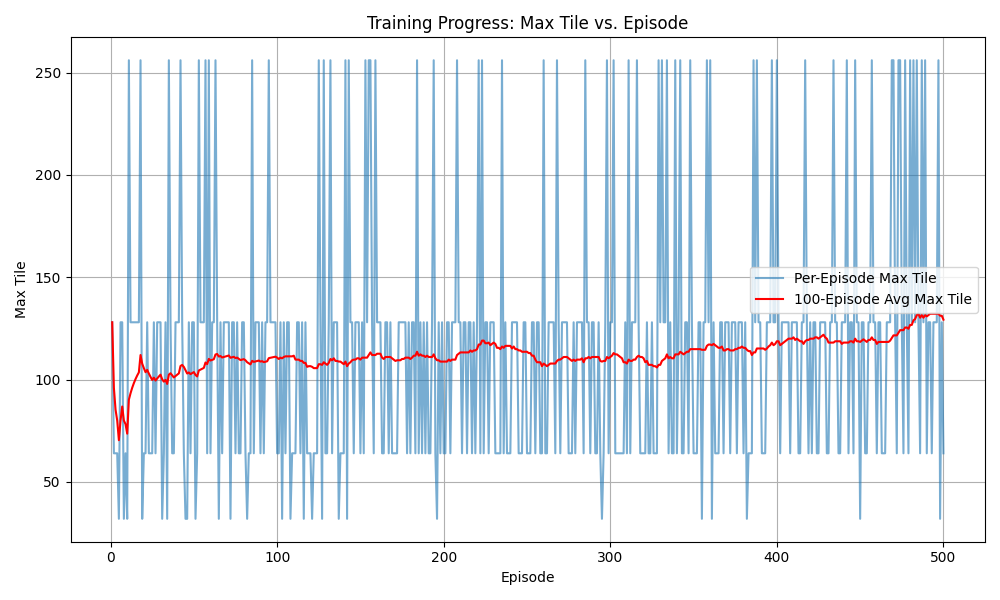 Training Progress: Max Tile vs. Episode
Max Tile
250
200
150
100
50
Per-Episode Max Tile
100-Episode Avg Max Tile
0
100
200
300
400
500
Episode